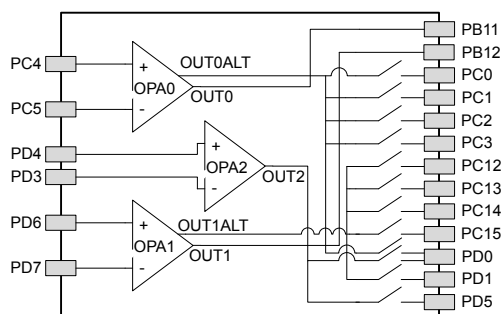 PB11
OUT0ALT
PB12
PC4
+
PC0
OPA0
OUT0
PC1
PC5
-
PC2
PD4
+
PC3
OPA2
PD3
-
OUT2
PC12
PC13
PD6
+
OUT1ALT
PC14
OPA1
PC15
OUT1
PD0
PD7
-
PD1
PD5